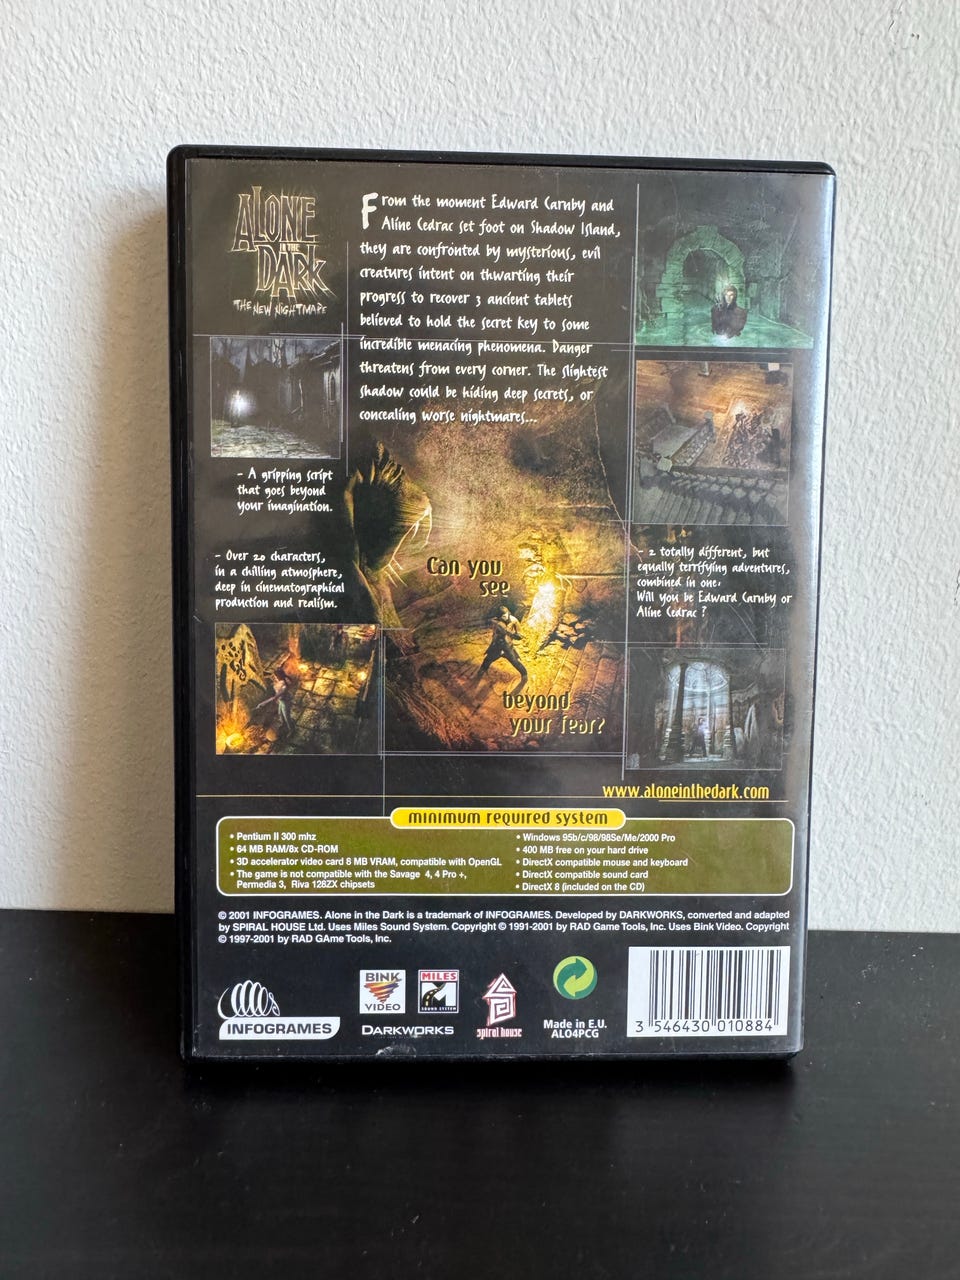 ALONE
IN THE
DARK
THE NEW NIGHTMARE
From the moment Edward Carnby and
Aline Cedrac set foot on Shadow Island,
they are confronted by mysterious, evil
creatures intent on thwarting their
progress to recover 3 ancient tablets
believed to hold the secret key to some
incredible menacing phenomena. Danger
threatens from every corner. The slightest
shadow could be hiding deep secrets, or
concealing worse nightmares...
- A gripping script
that goes beyond
your imagination.
- Over 20 characters,
in a chilling atmosphere,
deep in cinematographical
production and realism.
Can you
see
beyond
your fear?
- 2 totally different, but
equally terrifying adventures,
combined in one:
Will you be Edward Carnby or
Aline Cedrac ?
www.aloneinthedark.com
minimum required system
• Pentium II 300 mhz
• 64 MB RAM/8x CD-ROM
• 3D accelerator video card 8 MB VRAM, compatible with OpenGL
• The game is not compatible with the Savage 4, 4 Pro +,
Permedia 3, Riva 128ZX chipsets
• Windows 95b/c/98/98Se/Me/2000 Pro
• 400 MB free on your hard drive
• DirectX compatible mouse and keyboard
• DirectX compatible sound card
• DirectX 8 (included on the CD)
© 2001 INFOGRAMES. Alone in the Dark is a trademark of INFOGRAMES. Developed by DARKWORKS, converted and adapted
by SPIRAL HOUSE Ltd. Uses Miles Sound System. Copyright © 1991-2001 by RAD Game Tools, Inc. Uses Bink Video. Copyright
© 1997-2001 by RAD GAme Tools, Inc.
INFOGRAMES
BINK
VIDEO
MILES
SOUND SYSTEM
DARKWORKS
spiral house
Made in E.U.
ALO4PCG
3 546430 010884